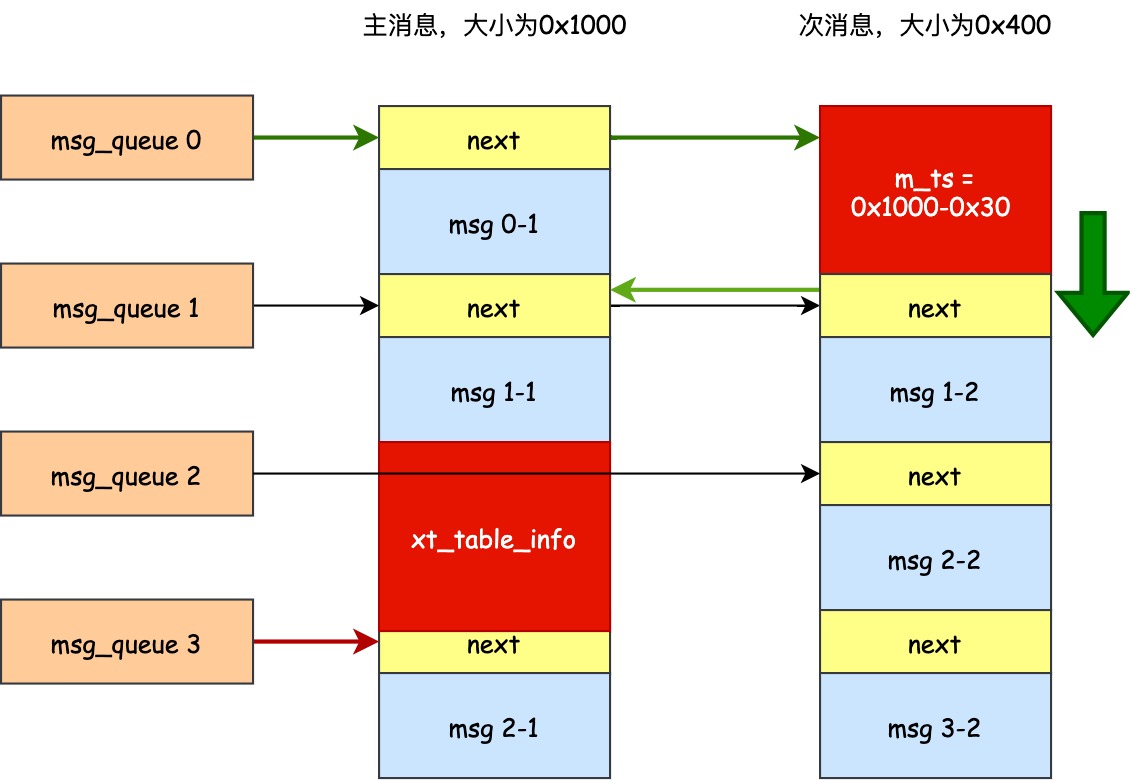 主消息，大小为0x1000
次消息，大小为0x400
msg_queue 0
next
m_ts =
0x1000-0x30
msg 0-1
msg_queue 1
next
next
msg 1-1
msg 1-2
msg_queue 2
next
xt_table_info
msg 2-2
msg_queue 3
next
next
msg 2-1
msg 3-2